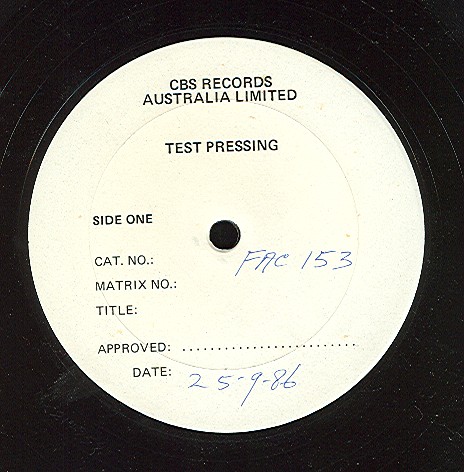 CBS RECORDS
AUSTRALIA LIMITED
TEST PRESSING
SIDE ONE
CAT. NO.: FAC 153
MATRIX NO.:
TITLE:
APPROVED: ........................
DATE: 25-9-86